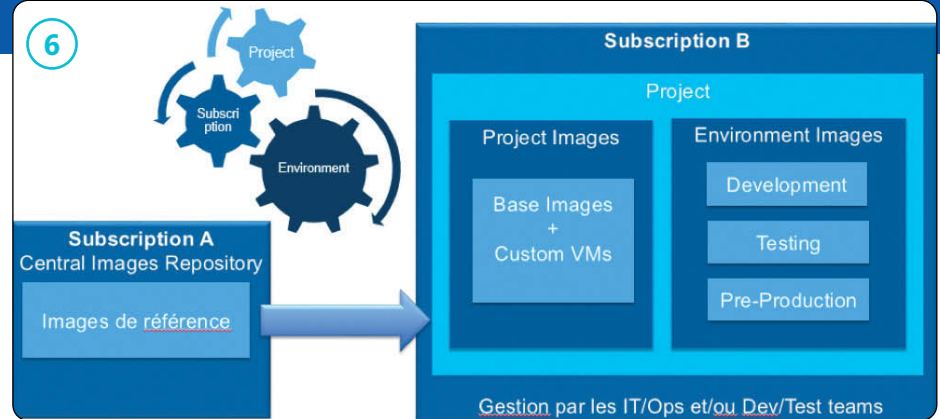 6
Project
Subscri
ption
Environment
Subscription A
Central Images Repository
Images de référence
Subscription B
Project
Project Images
Base Images
+
Custom VMs
Environment Images
Development
Testing
Pre-Production
Gestion par les IT/Ops et/ou Dev/Test teams